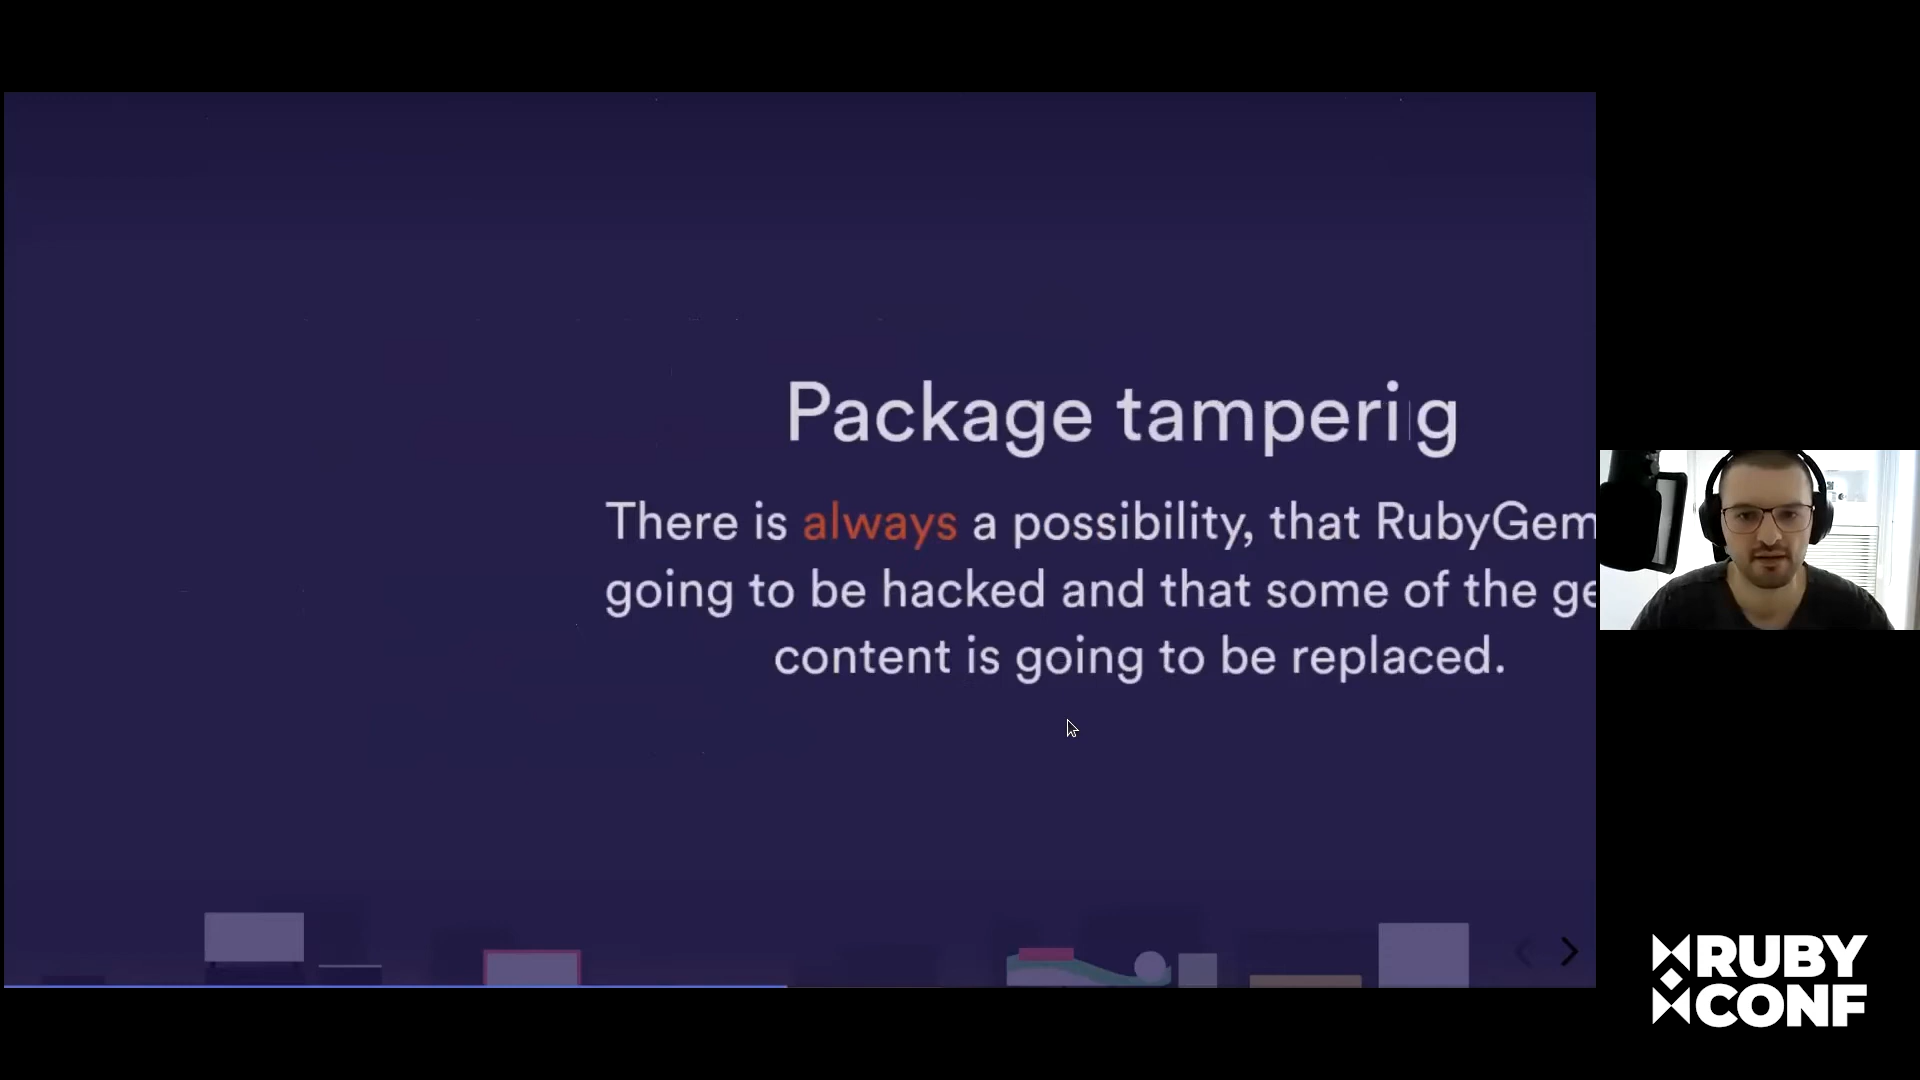 Package tamperi g
There is always a possibility, that RubyGem
going to be hacked and that some of the ge
content is going to be replaced.
RUBY
CONF